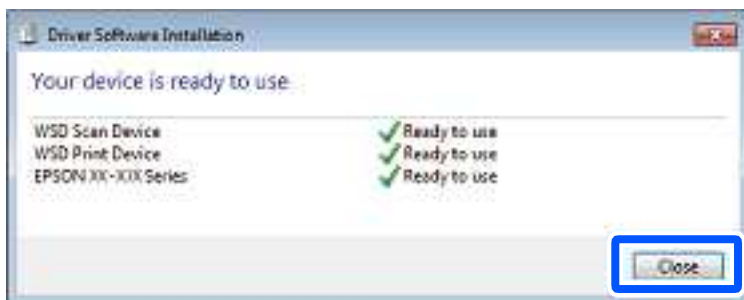 Driver Software Installation
Your device is ready to use
WSD Scan Device Ready to use
WSD Print Device Ready to use
EPSON XX-XXX Series Ready to use
Close